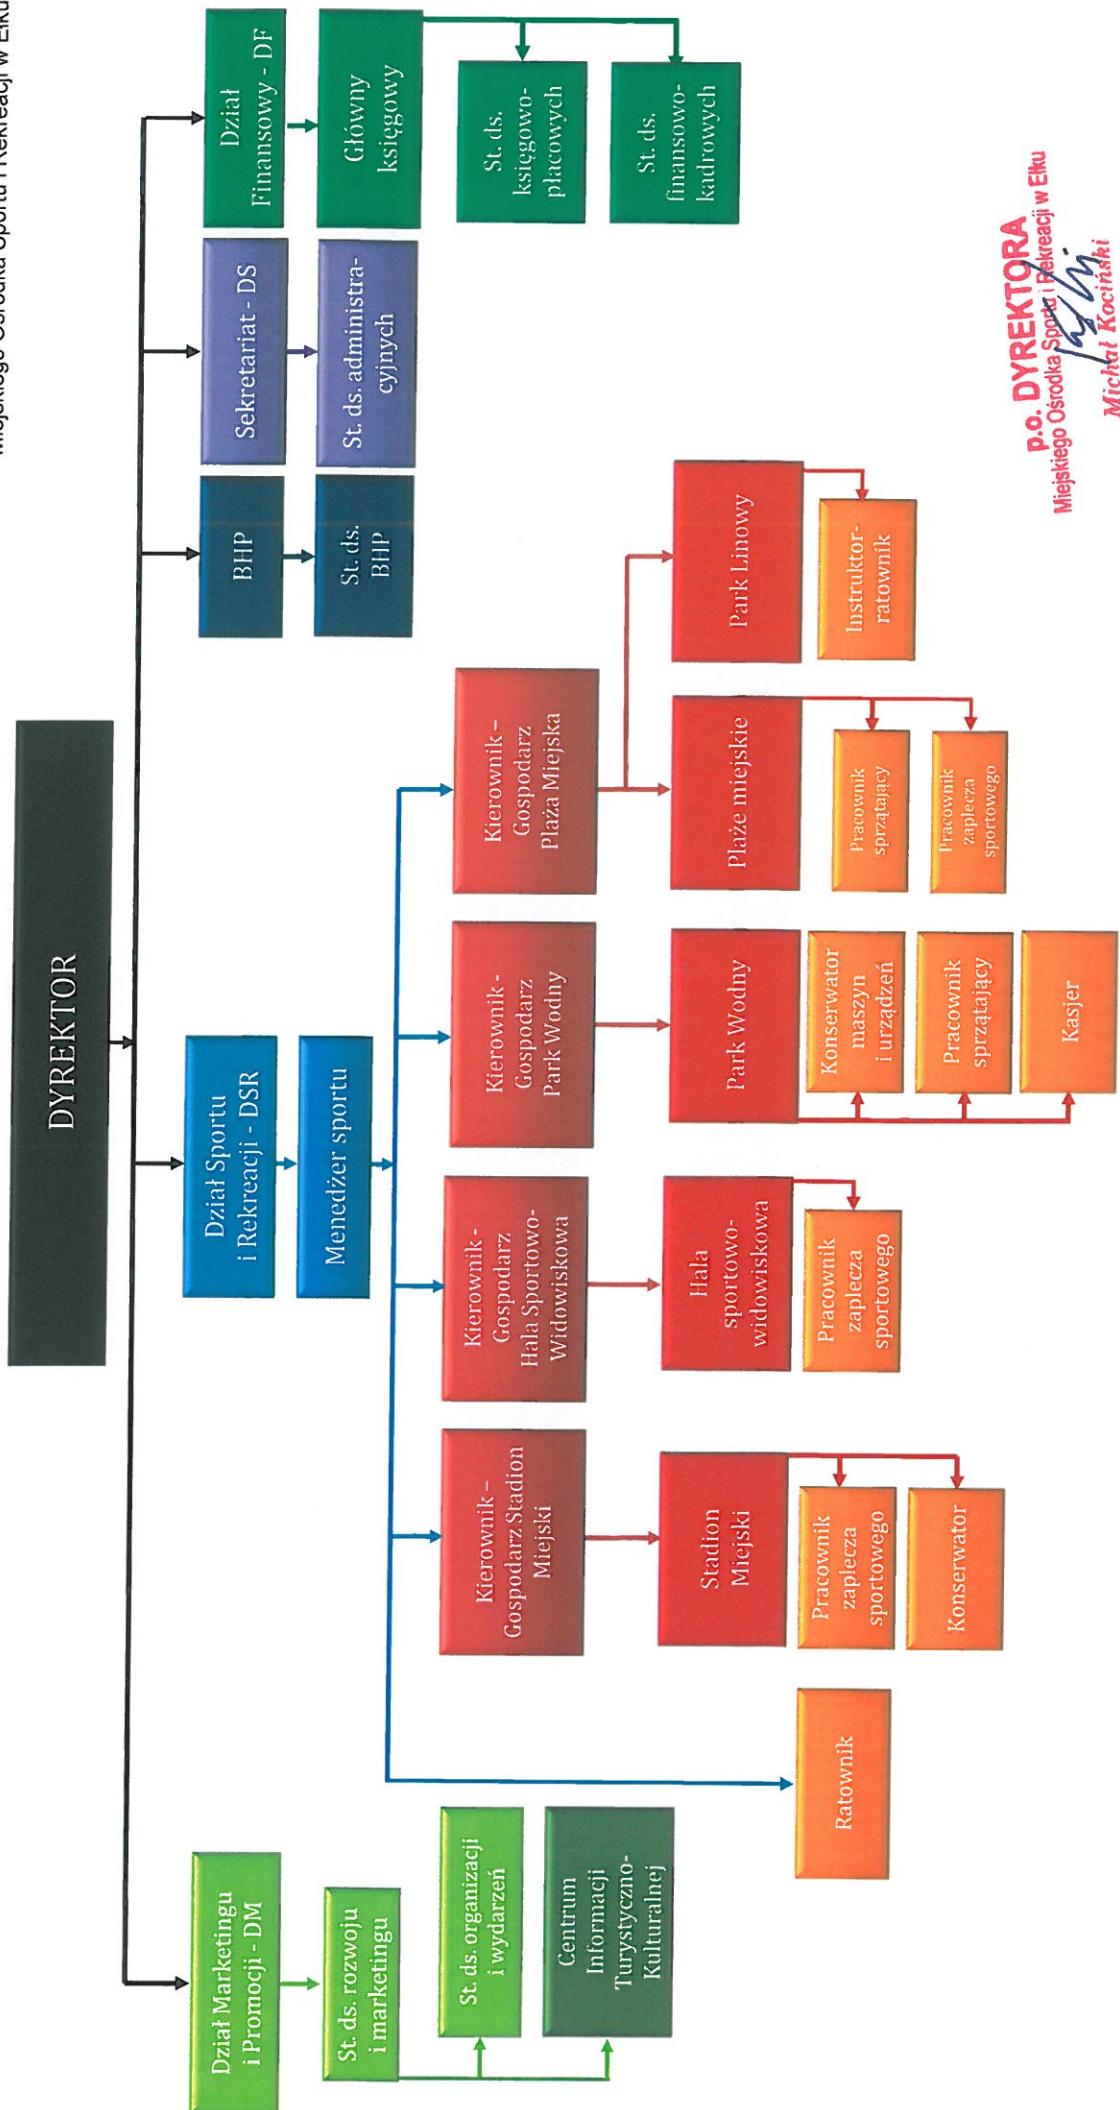 Miejskiego Ośrodka Sportu i Rekreacji w Ełku
DYREKTOR
Dział Marketingu
i Promocji - DM
St. ds. rozwoju
i marketingu
St. ds. organizacji
i wydarzeń
Centrum
Informacji
Turystyczno-
Kulturalnej
Dział Sportu
i Rekreacji - DSR
Menedżer sportu
Ratownik
Kierownik –
Gospodarz Stadion
Miejski
Stadion
Miejski
Pracownik
zaplecza
sportowego
Konserwator
Kierownik-
Gospodarz
Hala Sportowo-
Widowiskowa
Hala
sportowo-
widowiskowa
Pracownik
zaplecza
sportowego
Kierownik -
Gospodarz
Park Wodny
Park Wodny
Konserwator
maszyn
i urządzeń
Pracownik
sprzątający
Kasjer
Kierownik –
Gospodarz
Plaża Miejska
Plaże miejskie
Pracownik
sprzątający
Pracownik
zaplecza
sportowego
Park Linowy
Instruktor-
ratownik
BHP
St. ds.
BHP
Sekretariat - DS
St. ds. administra-
cyjnych
Dział
Finansowy - DF
Główny
księgowy
St. ds.
księgowo-
płacowych
St. ds.
finansowo-
kadrowych
p.o. DYREKTORA
Miejskiego Ośrodka Sportu i Rekreacji w Ełku
Michał Kociński